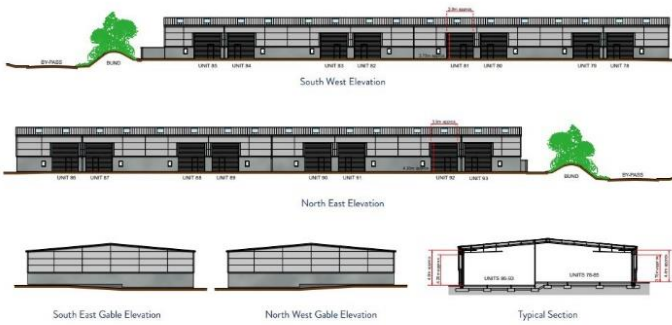 BY-PASS
BUND
UNIT 85
UNIT 84
UNIT 83
UNIT 82
UNIT 81
UNIT 80
UNIT 79
UNIT 78
South West Elevation
UNIT 86
UNIT 87
UNIT 88
UNIT 89
UNIT 90
UNIT 91
UNIT 92
UNIT 93
BUND
BY-PASS
North East Elevation
UNITS 86-93
UNITS 78-85
South East Gable Elevation
North West Gable Elevation
Typical Section